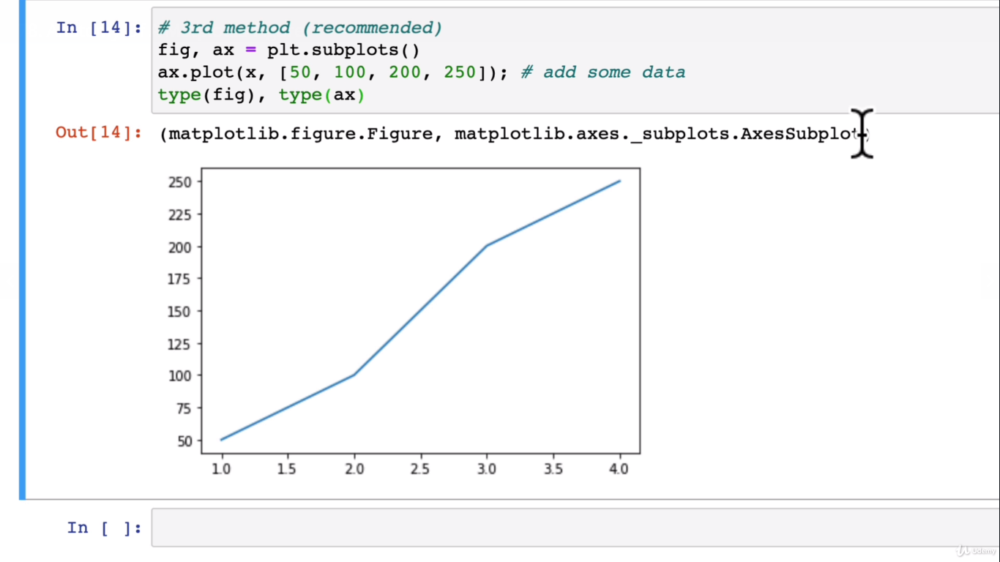 In [14]:
# 3rd method (recommended)
fig, ax = plt.subplots()
ax.plot(x, [50, 100, 200, 250]); # add some data
type(fig), type(ax)
Out[14]:
(matplotlib.figure.Figure, matplotlib.axes._subplots.AxesSubplot)
250
225
200
175
150
125
100
75
50
1.0 1.5 2.0 2.5 3.0 3.5 4.0
In [ ]:
Udemy